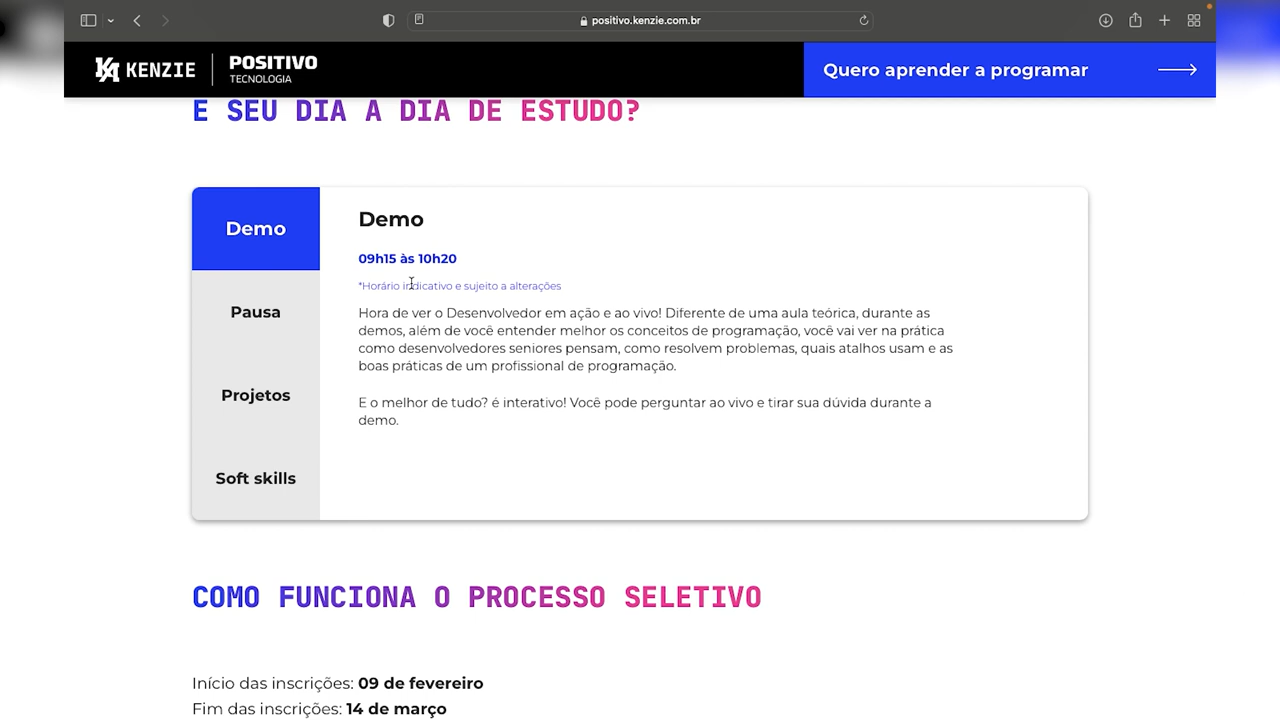 positivo.kenzie.com.br
KENZIE
POSITIVO
TECNOLOGIA
Quero aprender a programar
E SEU DIA A DIA DE ESTUDO?
Demo
Pausa
Projetos
Soft skills
Demo
09h15 às 10h20
*Horário indicativo e sujeito a alterações
Hora de ver o Desenvolvedor em ação e ao vivo! Diferente de uma aula teórica, durante as
demos, além de você entender melhor os conceitos de programação, você vai ver na prática
como desenvolvedores seniores pensam, como resolvem problemas, quais atalhos usam e as
boas práticas de um profissional de programação.
E o melhor de tudo? é interativo! Você pode perguntar ao vivo e tirar sua dúvida durante a
demo.
COMO FUNCIONA O PROCESSO SELETIVO
Início das inscrições: 09 de fevereiro
Fim das inscrições: 14 de março